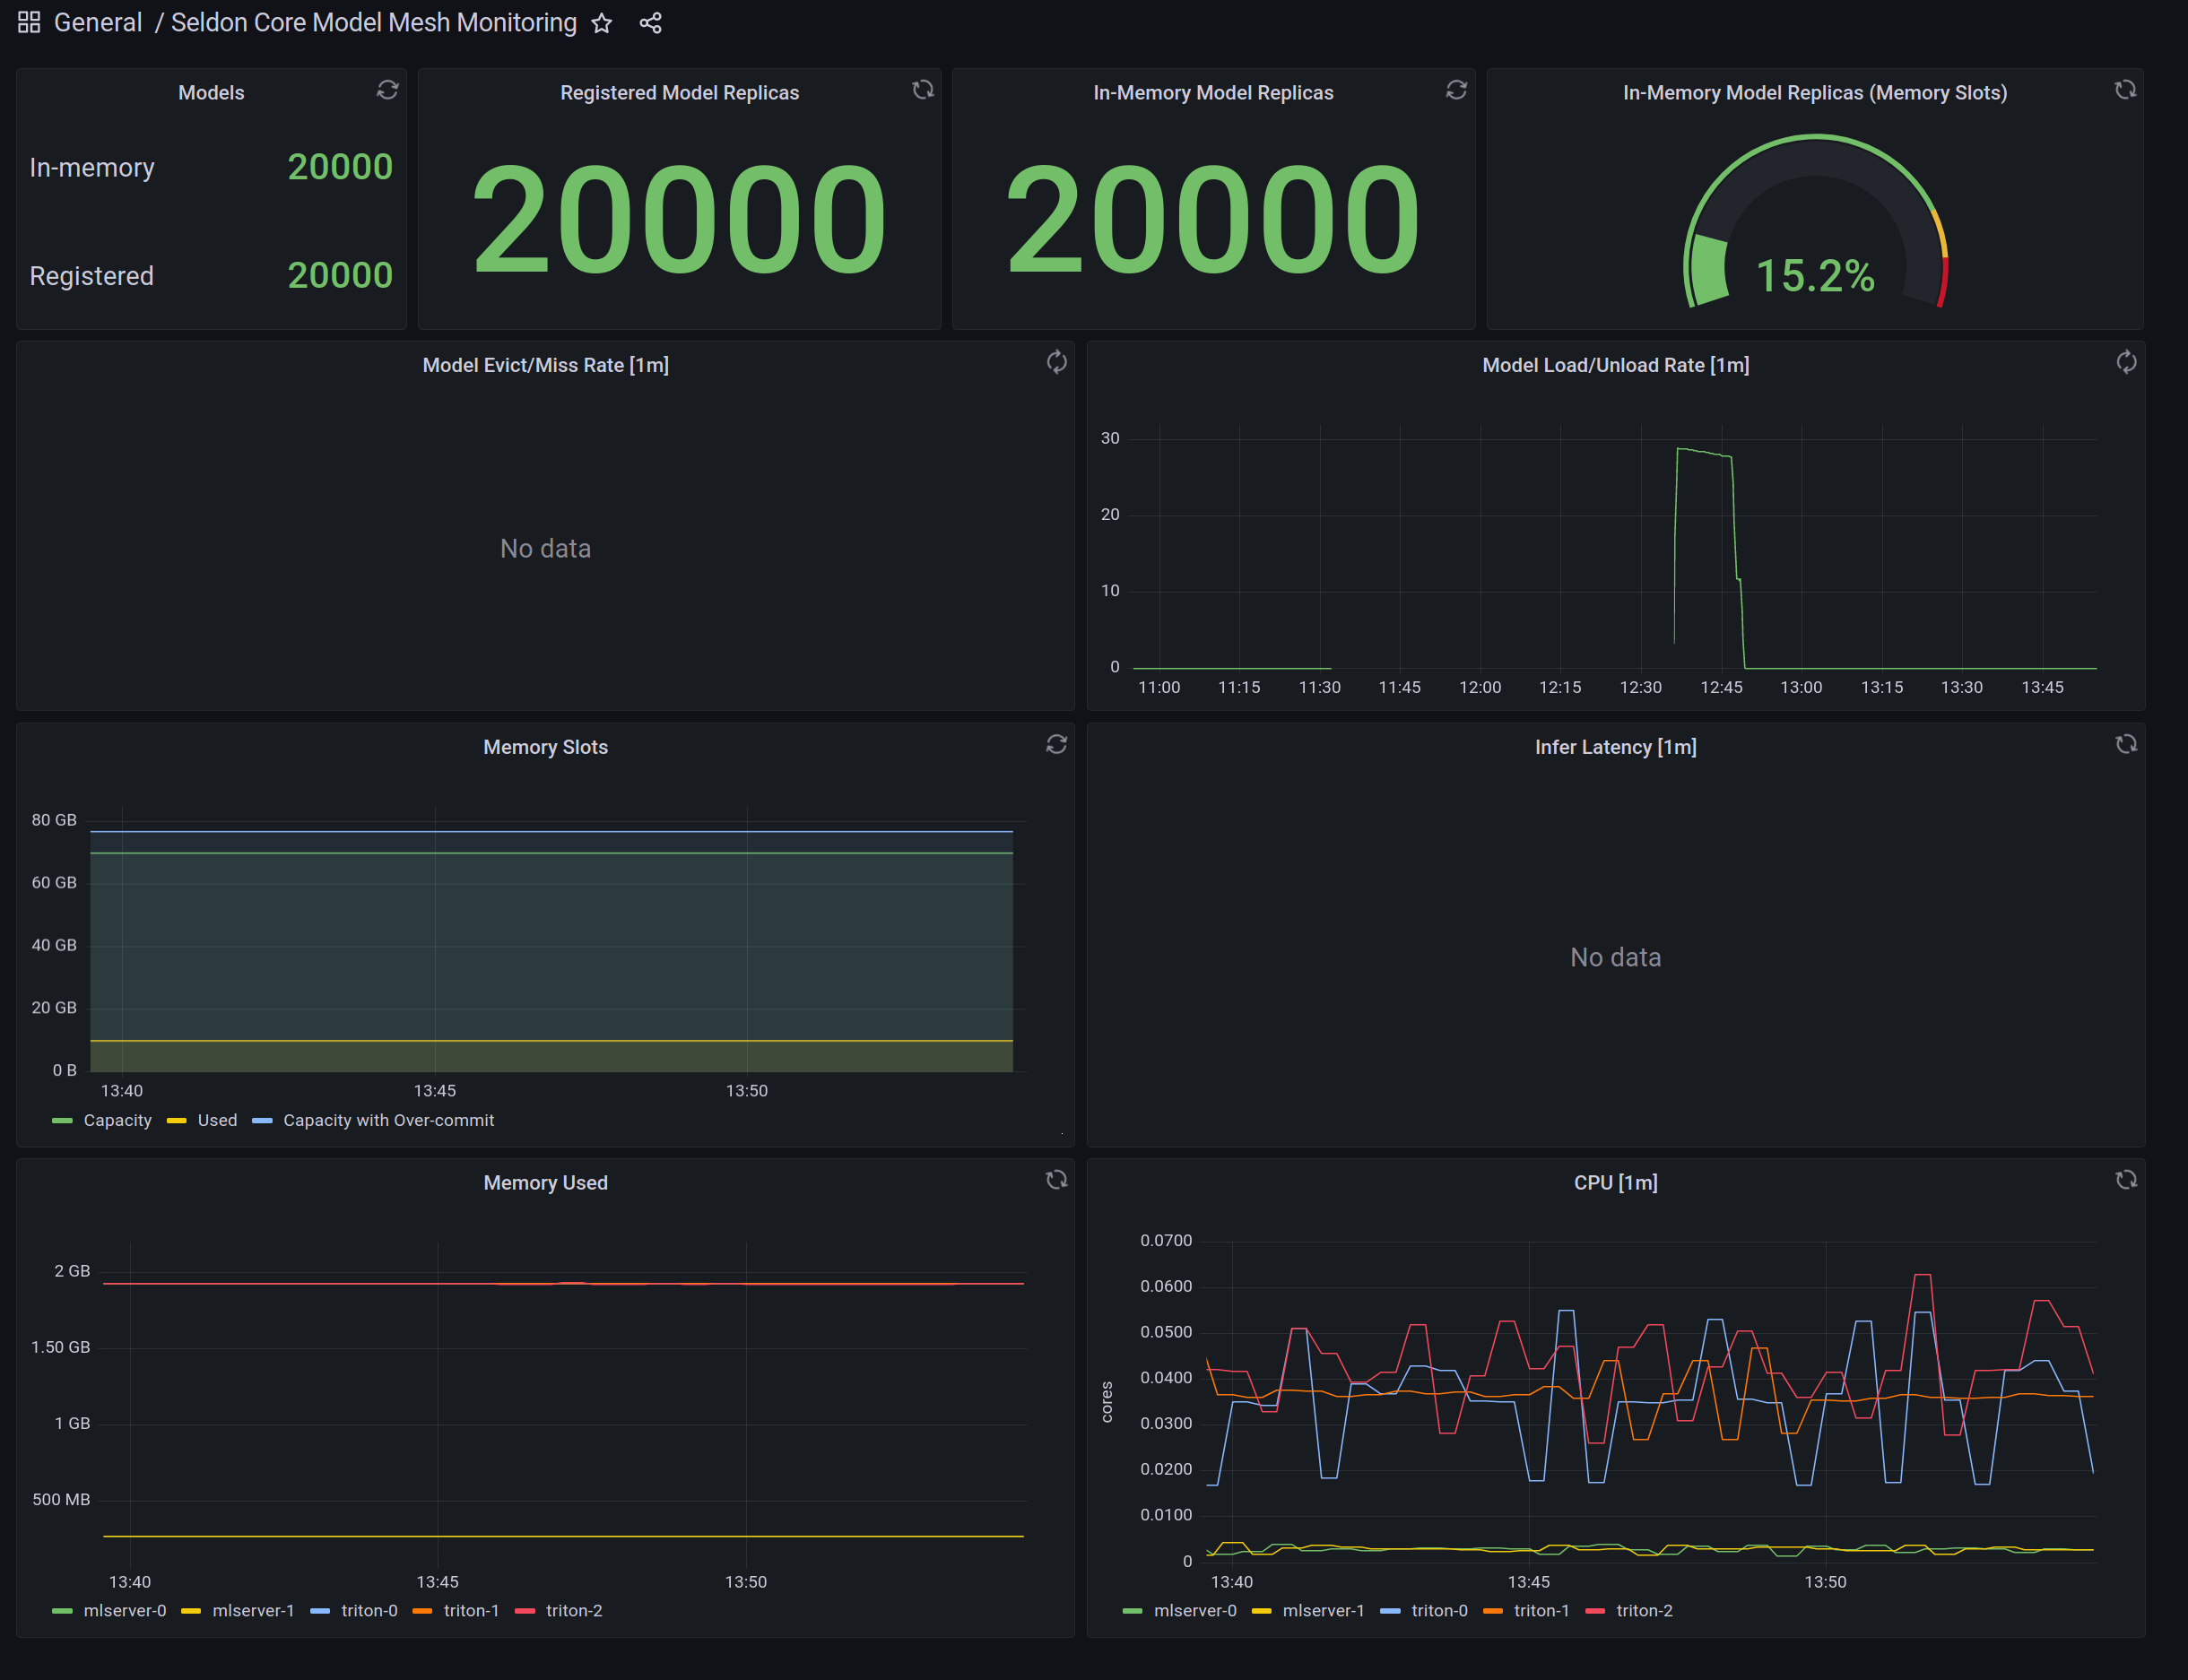 General / Seldon Core Model Mesh Monitoring
Models
In-memory 20000
Registered 20000
Registered Model Replicas
20000
In-Memory Model Replicas
20000
In-Memory Model Replicas (Memory Slots)
15.2%
Model Evict/Miss Rate [1m]
No data
Model Load/Unload Rate [1m]
30
20
10
0
11:00 11:15 11:30 11:45 12:00 12:15 12:30 12:45 13:00 13:15 13:30 13:45
Memory Slots
80 GB
60 GB
40 GB
20 GB
0 B
13:40 13:45 13:50
Capacity Used Capacity with Over-commit
Infer Latency [1m]
No data
Memory Used
2 GB
1.50 GB
1 GB
500 MB
13:40 13:45 13:50
mlserver-0 mlserver-1 triton-0 triton-1 triton-2
CPU [1m]
cores
0.0700
0.0600
0.0500
0.0400
0.0300
0.0200
0.0100
0
13:40 13:45 13:50
mlserver-0 mlserver-1 triton-0 triton-1 triton-2